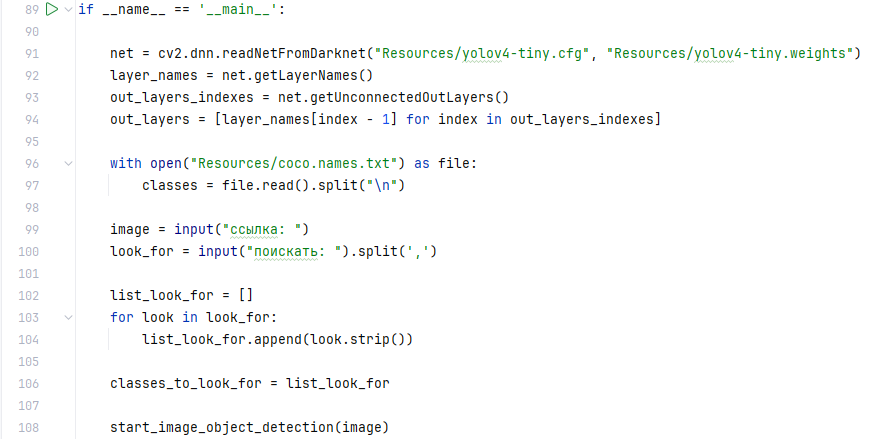 89 if __name__ == '__main__':
90
91 net = cv2.dnn.readNetFromDarknet("Resources/yolov4-tiny.cfg", "Resources/yolov4-tiny.weights")
92 layer_names = net.getLayerNames()
93 out_layers_indexes = net.getUnconnectedOutLayers()
94 out_layers = [layer_names[index - 1] for index in out_layers_indexes]
95
96 with open("Resources/coco.names.txt") as file:
97 classes = file.read().split("\n")
98
99 image = input("ссылка: ")
100 look_for = input("поискать: ").split(',')
101
102 list_look_for = []
103 for look in look_for:
104 list_look_for.append(look.strip())
105
106 classes_to_look_for = list_look_for
107
108 start_image_object_detection(image)